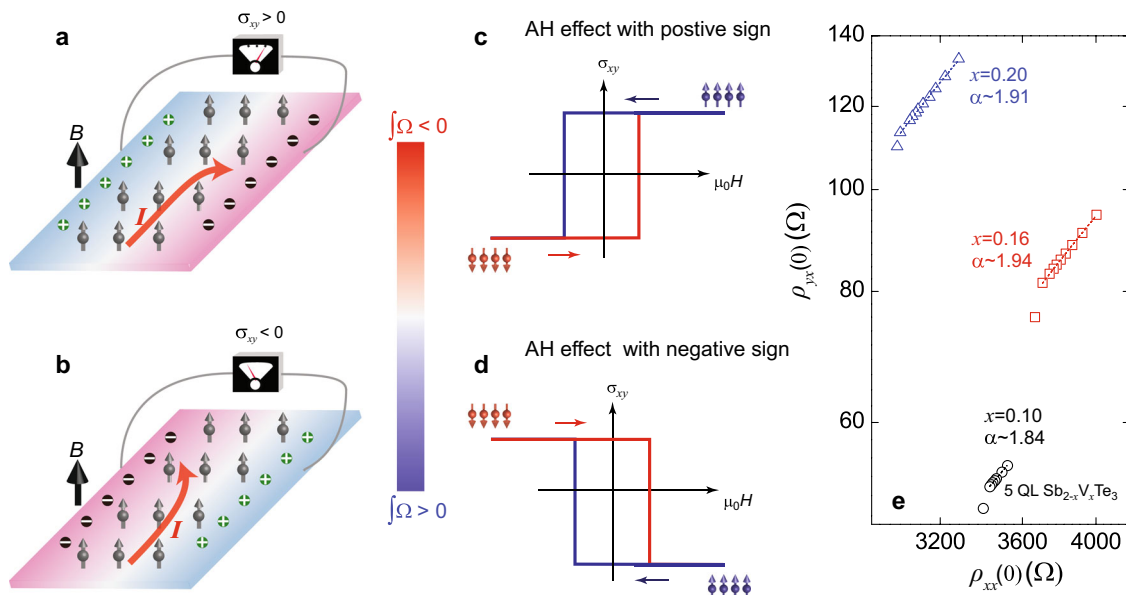 a
σxy > 0
B
I
b
σxy < 0
B
I
∫Ω < 0
∫Ω > 0
c
AH effect with postive sign
σxy
μ0H
d
AH effect with negative sign
σxy
μ0H
140
120
100
80
60
ρyx(0) (Ω)
x=0.20
α~1.91
x=0.16
α~1.94
x=0.10
α~1.84
5 QL Sb2-xVxTe3
e
3200
3600
4000
ρxx(0) (Ω)